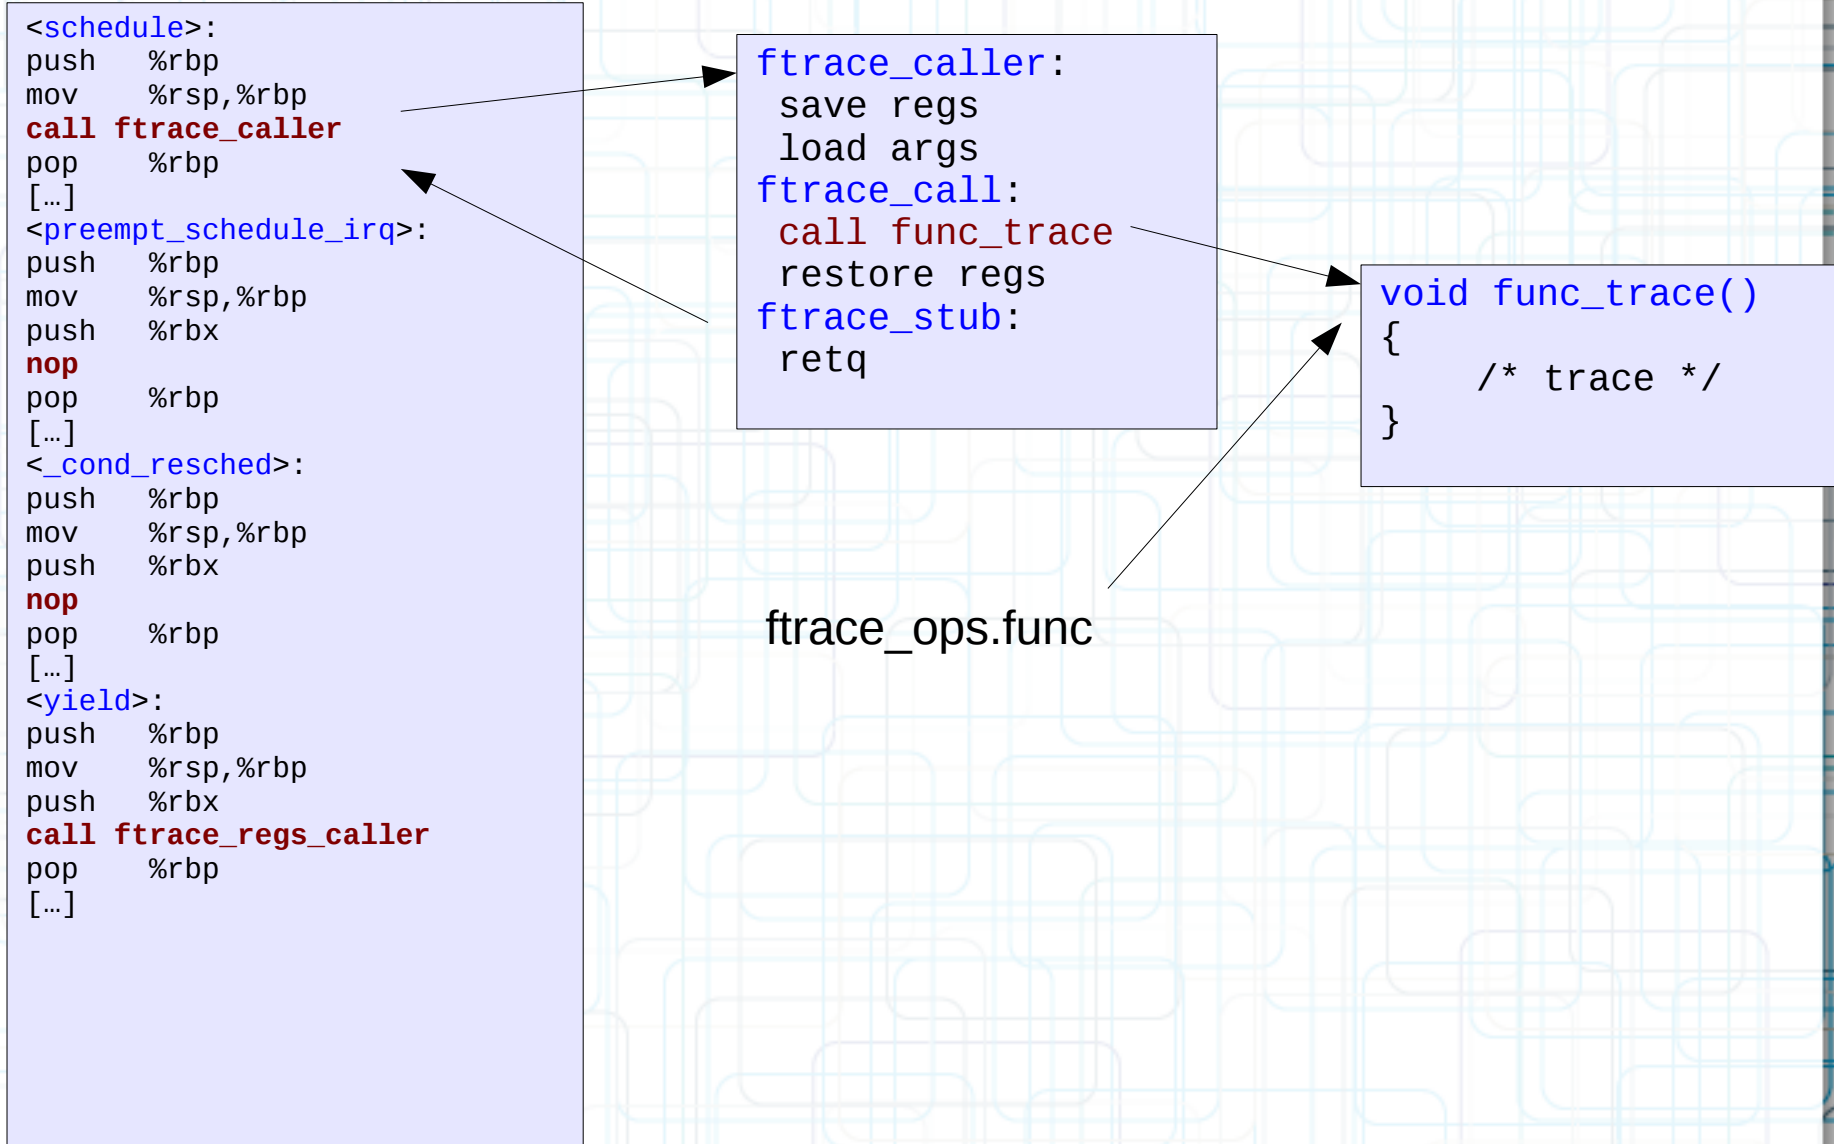 <schedule>:
push %rbp
mov %rsp,%rbp
call ftrace_caller
pop %rbp
[…]
<preempt_schedule_irq>:
push %rbp
mov %rsp,%rbp
push %rbx
nop
pop %rbp
[…]
<_cond_resched>:
push %rbp
mov %rsp,%rbp
push %rbx
nop
pop %rbp
[…]
<yield>:
push %rbp
mov %rsp,%rbp
push %rbx
call ftrace_regs_caller
pop %rbp
[…]
ftrace_caller:
save regs
load args
ftrace_call:
call func_trace
restore regs
ftrace_stub:
retq
void func_trace()
{
/* trace */
}
ftrace_ops.func